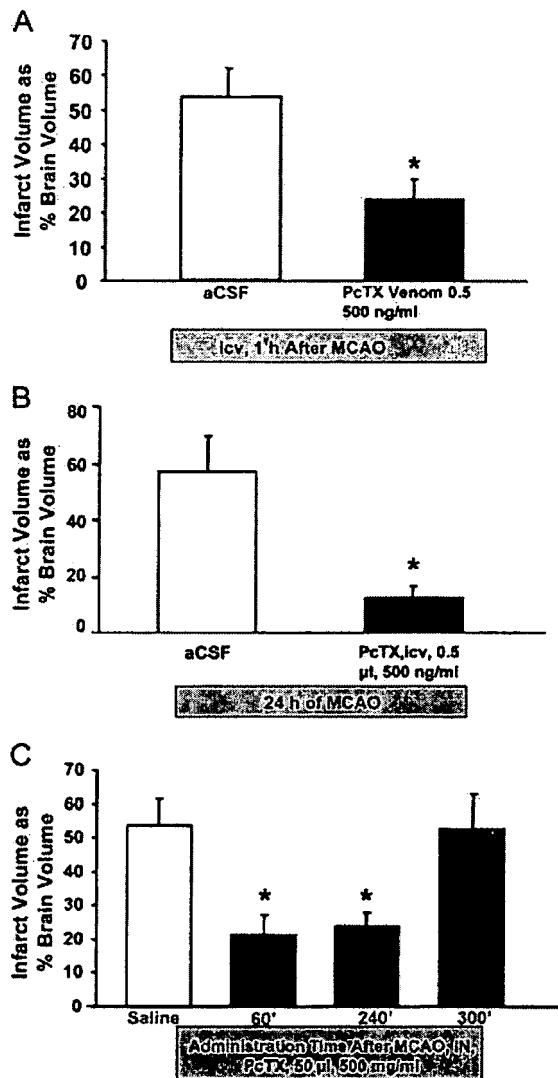 A
Infarct Volume as
% Brain Volume
70
60
50
40
30
20
10
0
*
aCSF
PcTX Venom 0.5
500 ng/ml
Icv, 1 h After MCAO
B
Infarct Volume as
% Brain Volume
80
60
40
20
0
*
aCSF
PcTX,icv, 0.5
µl, 500 ng/ml
24 h of MCAO
C
Infarct Volume as
% Brain Volume
70
60
50
40
30
20
10
0
*
*
Saline
60'
240'
300'
Administration Time After MCAO, iN,
PcTX, 50 µl, 500 mg/ml